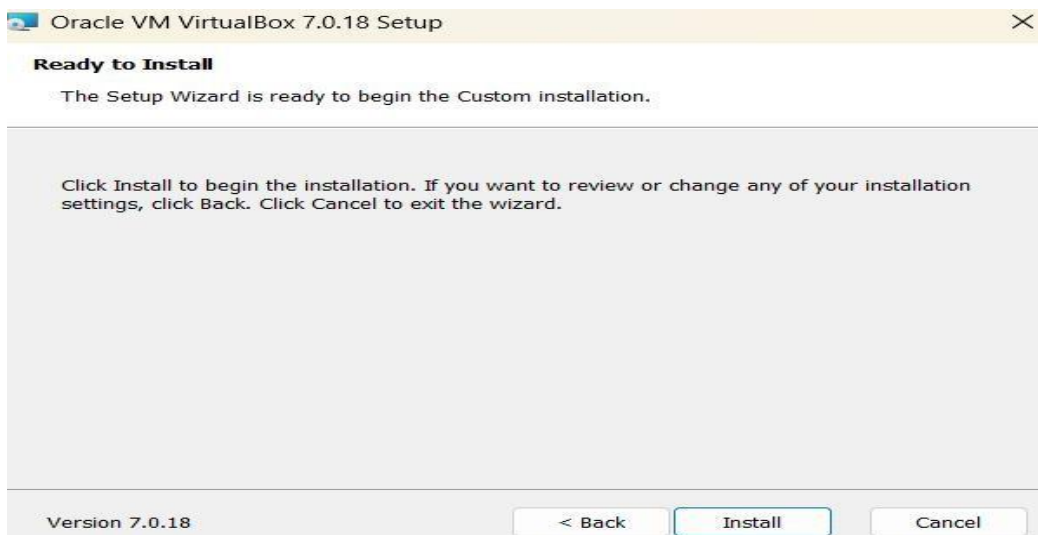 Oracle VM VirtualBox 7.0.18 Setup
Ready to Install
The Setup Wizard is ready to begin the Custom installation.
Click Install to begin the installation. If you want to review or change any of your installation
settings, click Back. Click Cancel to exit the wizard.
Version 7.0.18
< Back
Install
Cancel